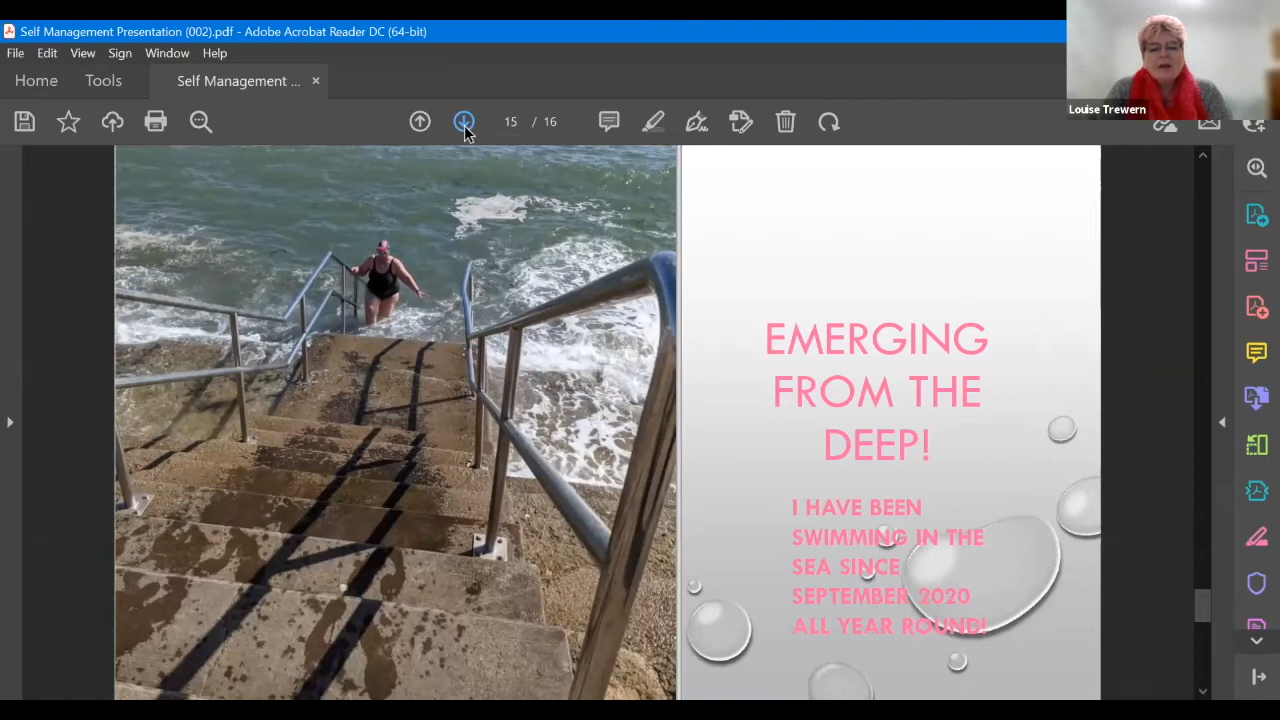 Self Management Presentation (002).pdf - Adobe Acrobat Reader DC (64-bit)
File Edit View Sign Window Help
Home Tools Self Management ... ×
15 / 16
Louise Trewern
EMERGING
FROM THE
DEEP!
I HAVE BEEN
SWIMMING IN THE
SEA SINCE
SEPTEMBER 2020
ALL YEAR ROUND!